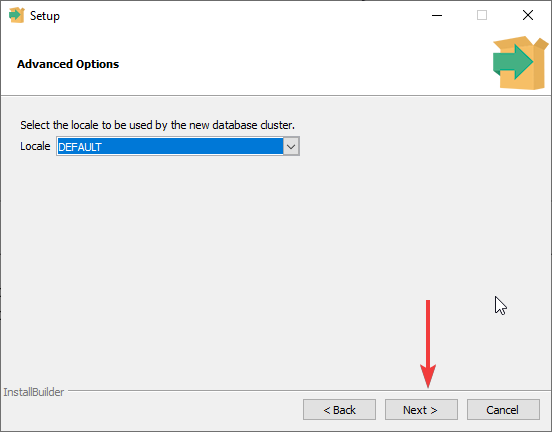 Setup
Advanced Options
Select the locale to be used by the new database cluster.
Locale DEFAULT
InstallBuilder
< Back Next > Cancel